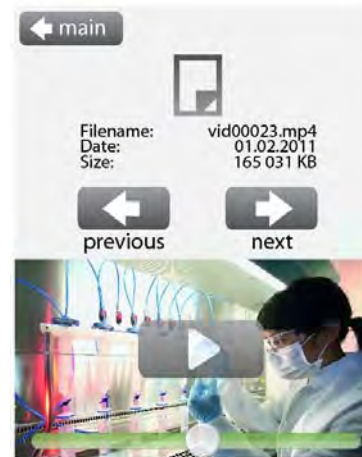 main
Filename: vid00023.mp4
Date: 01.02.2011
Size: 165 031 KB
previous next